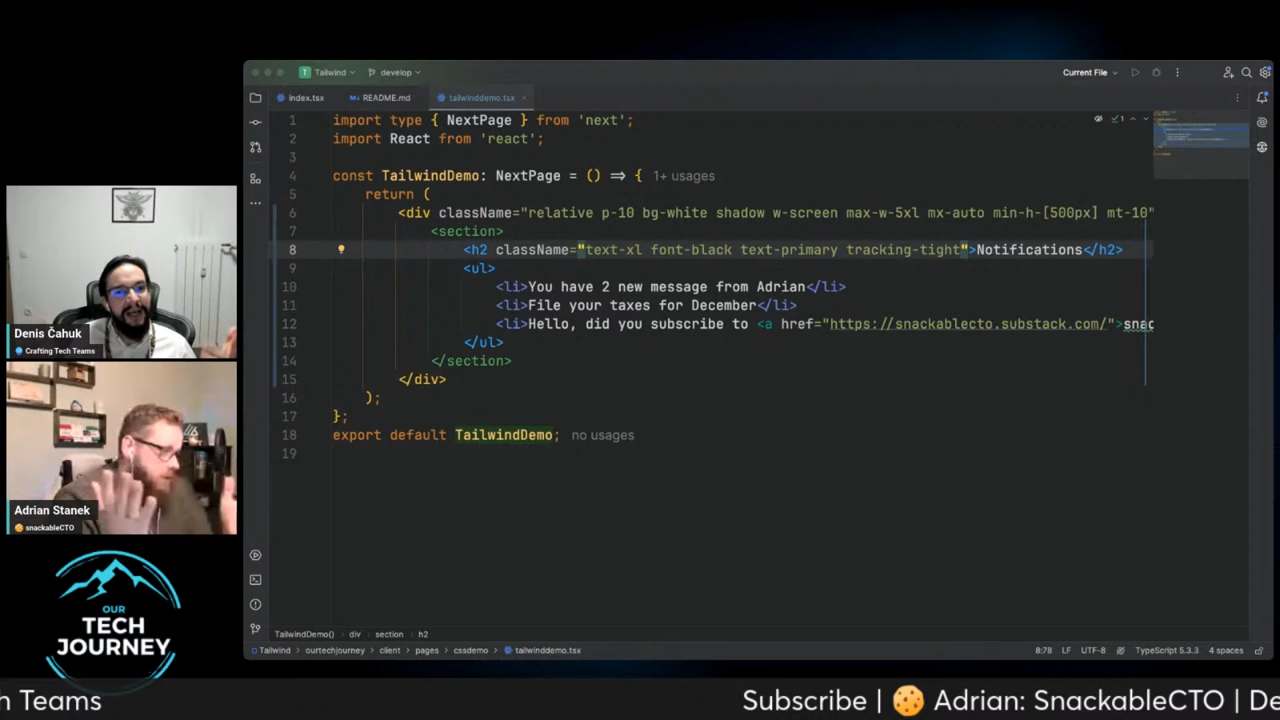 Tailwind
develop
Current File
index.tsx
README.md
tailwinddemo.tsx
1 import type { NextPage } from 'next';
2 import React from 'react';
3
4 const TailwindDemo: NextPage = () => { 1+ usages
5 return (
6 <div className="relative p-10 bg-white shadow w-screen max-w-5xl mx-auto min-h-[500px] mt-10"
7 <section>
8 <h2 className="text-xl font-black text-primary tracking-tight">Notifications</h2>
9 <ul>
10 <li>You have 2 new message from Adrian</li>
11 <li>File your taxes for December</li>
12 <li>Hello, did you subscribe to <a href="https://snackablecto.substack.com/">snac
13 </ul>
14 </section>
15 </div>
16 );
17 };
18 export default TailwindDemo; no usages
19
1
TailwindDemo() div section h2
Tailwind › ourtechjourney › client › pages › cssdemo › tailwinddemo.tsx
8:78 LF UTF-8 TypeScript 5.3.3 4 spaces
Denis Čahuk
Crafting Tech Teams
Adrian Stanek
snackableCTO
OUR
TECH
JOURNEY
h Teams
Subscribe | 🍪 Adrian: SnackableCTO | De